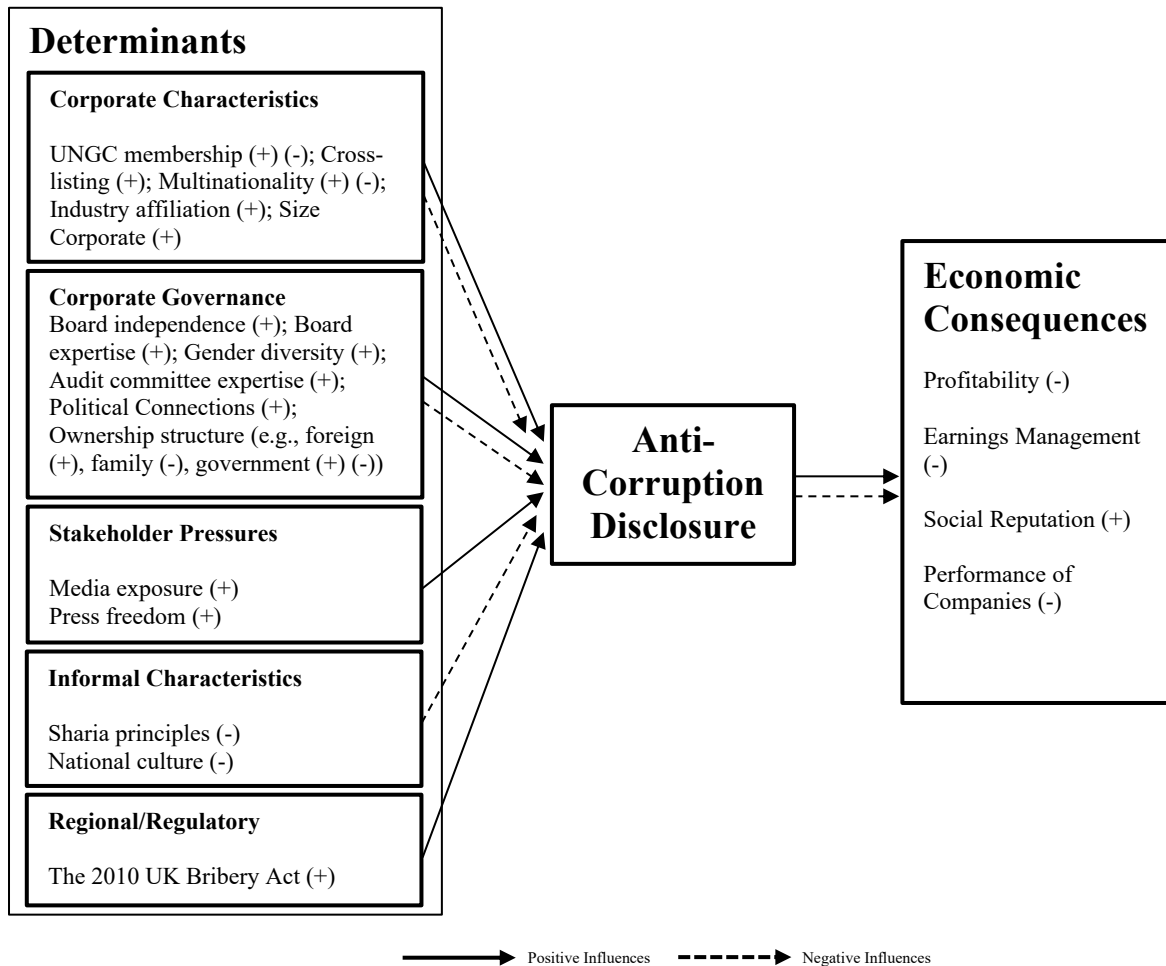 Determinants
Corporate Characteristics
UNGC membership (+) (-); Cross-
listing (+); Multinationality (+) (-);
Industry affiliation (+); Size
Corporate (+)
Corporate Governance
Board independence (+); Board
expertise (+); Gender diversity (+);
Audit committee expertise (+);
Political Connections (+);
Ownership structure (e.g., foreign
(+), family (-), government (+) (-))
Stakeholder Pressures
Media exposure (+)
Press freedom (+)
Informal Characteristics
Sharia principles (-)
National culture (-)
Regional/Regulatory
The 2010 UK Bribery Act (+)
Anti-
Corruption
Disclosure
Economic
Consequences
Profitability (-)
Earnings Management
(-)
Social Reputation (+)
Performance of
Companies (-)
Positive Influences
Negative Influences